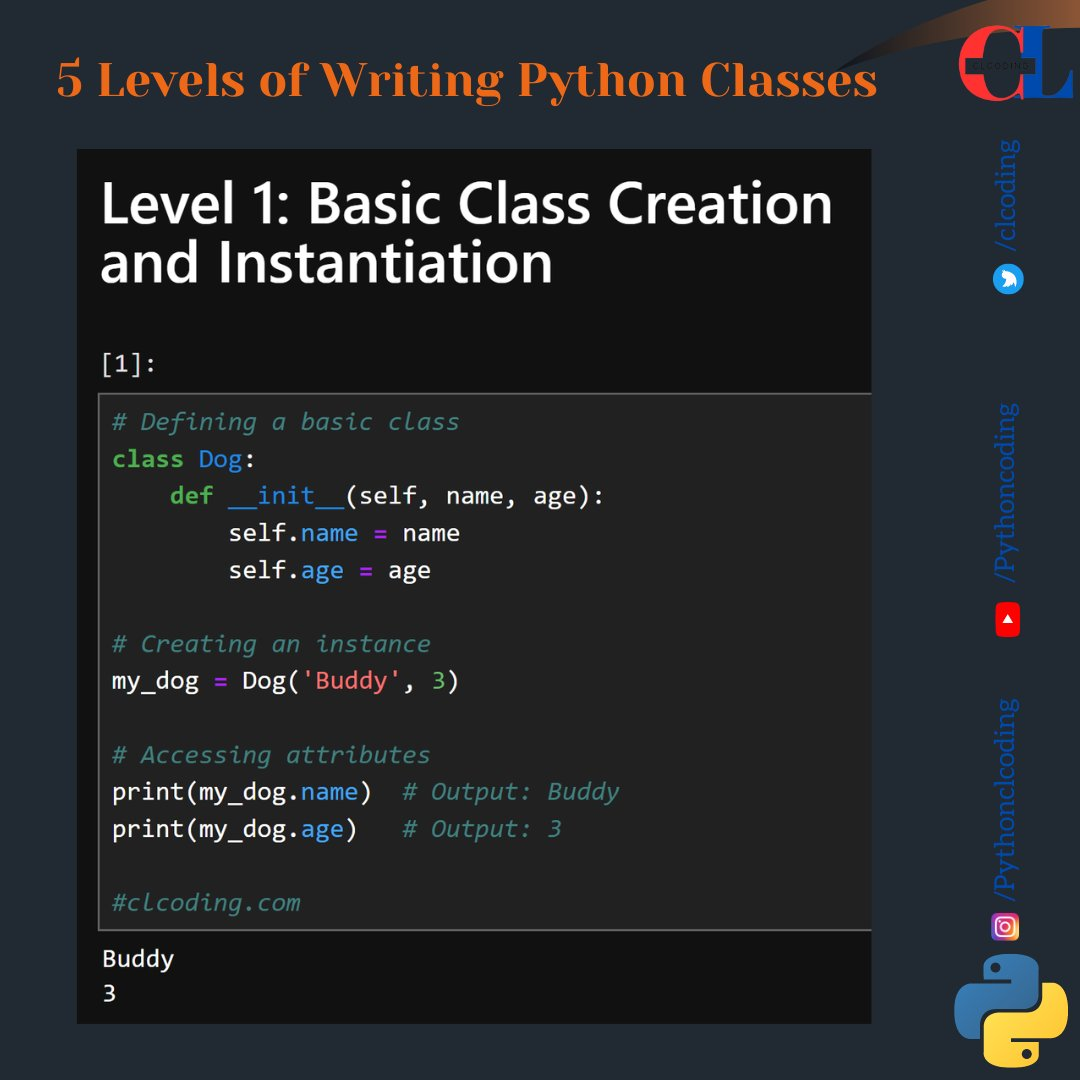 5 Levels of Writing Python Classes
CL
CLCODING
/clcoding
Level 1: Basic Class Creation
and Instantiation
[1]:
# Defining a basic class
class Dog:
    def __init__(self, name, age):
        self.name = name
        self.age = age
# Creating an instance
my_dog = Dog('Buddy', 3)
# Accessing attributes
print(my_dog.name)  # Output: Buddy
print(my_dog.age)   # Output: 3
#clcoding.com
Buddy
3
/Pythoncoding
/Pythonclcoding